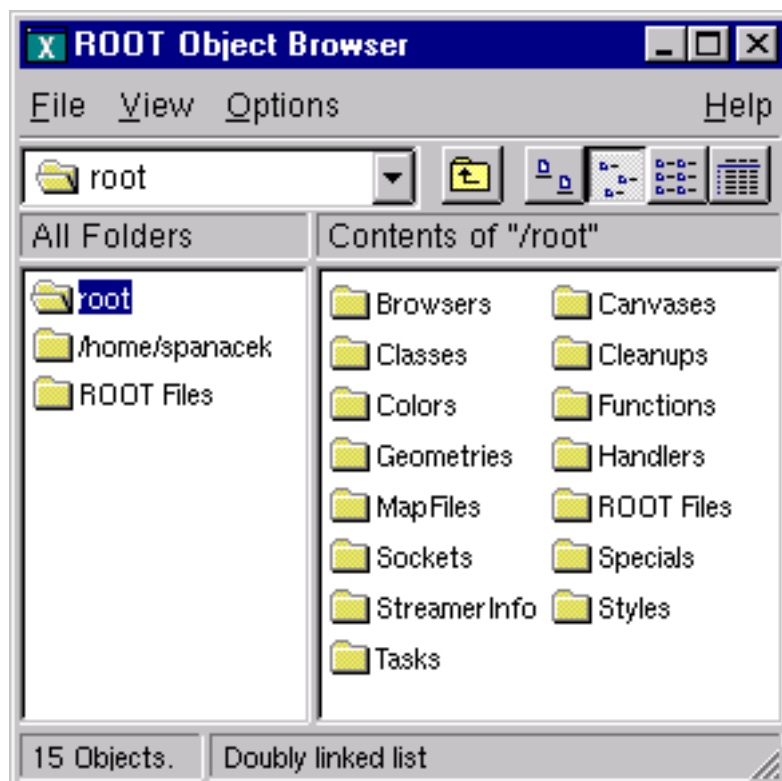 X ROOT Object Browser
File View Options Help
root
All Folders Contents of "/root"
root
/home/spanacek
ROOT Files
Browsers Canvases
Classes Cleanups
Colors Functions
Geometries Handlers
MapFiles ROOT Files
Sockets Specials
StreamerInfo Styles
Tasks
15 Objects. Doubly linked list